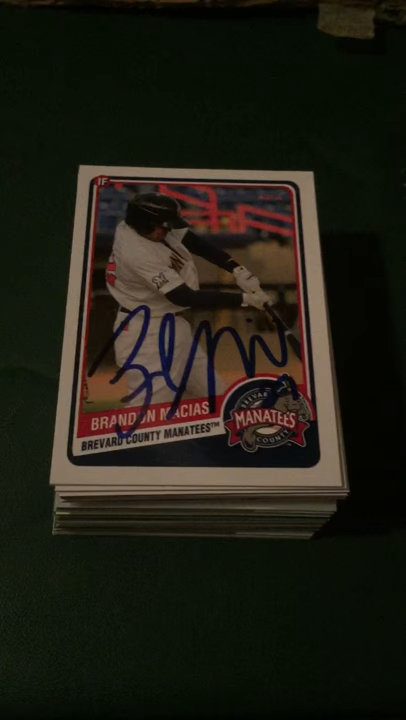 IF
BRANDON MACIAS
BREVARD COUNTY MANATEES™
BREVARD
MANATEES
COUNTY